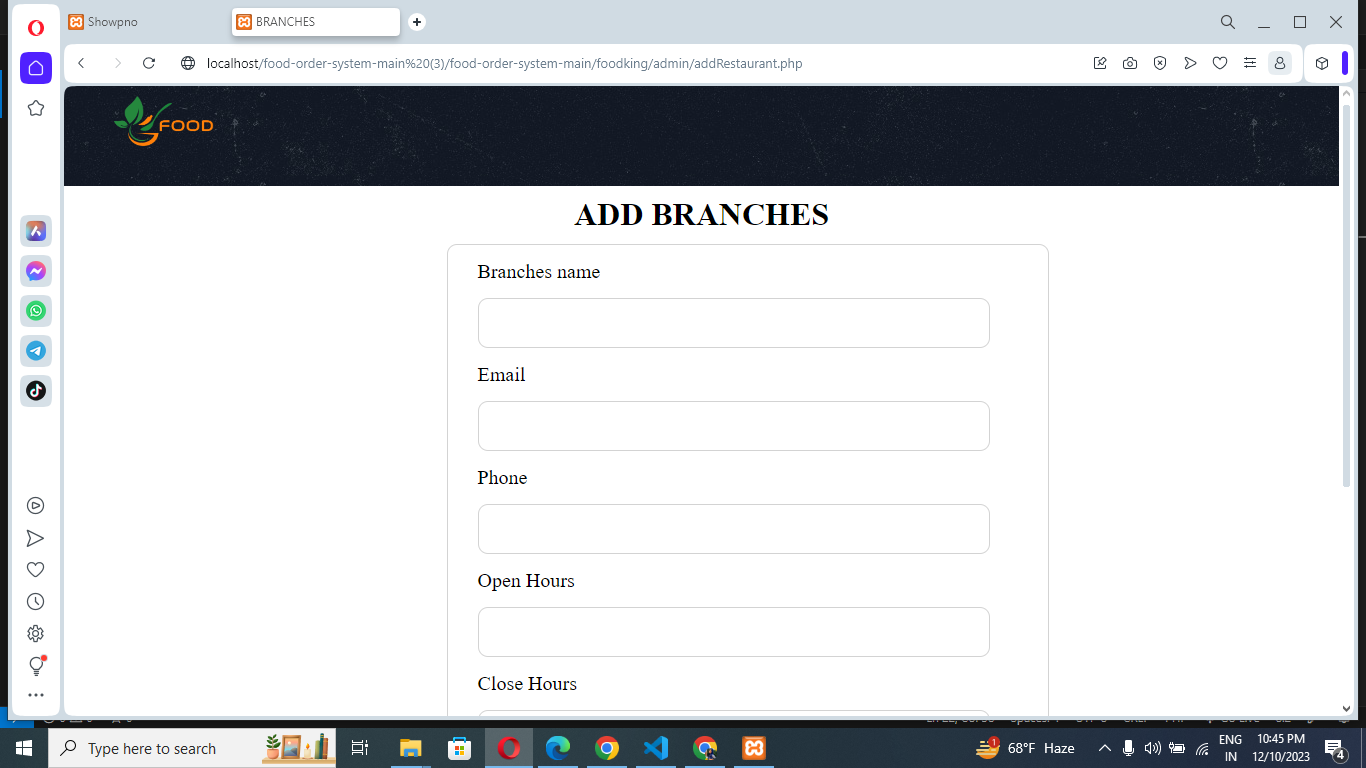 Showpno
BRANCHES
localhost/food-order-system-main%20(3)/food-order-system-main/foodking/admin/addRestaurant.php
FOOD
ADD BRANCHES
Branches name
Email
Phone
Open Hours
Close Hours
Type here to search
1
68°F Haze
ENG
IN
10:45 PM
12/10/2023
4